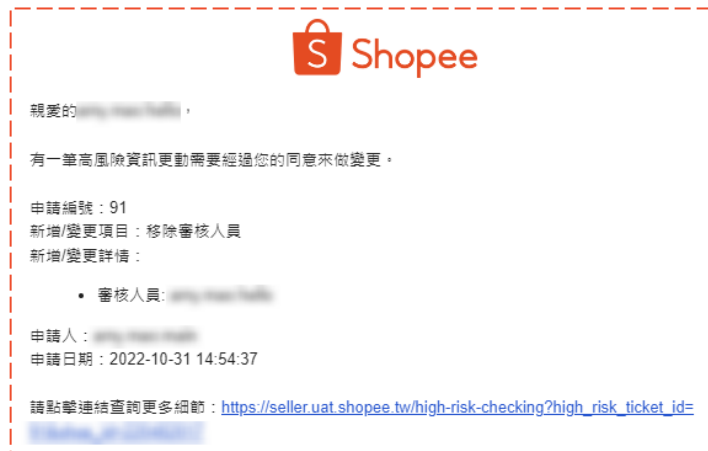 Shopee
親愛的 ，
有一筆高風險資訊更動需要經過您的同意來做變更。
申請編號：91
新增/變更項目：移除審核人員
新增/變更詳情：
• 審核人員:
申請人：
申請日期：2022-10-31 14:54:37
請點擊連結查詢更多細節：https://seller.uat.shopee.tw/high-risk-checking?high_risk_ticket_id=